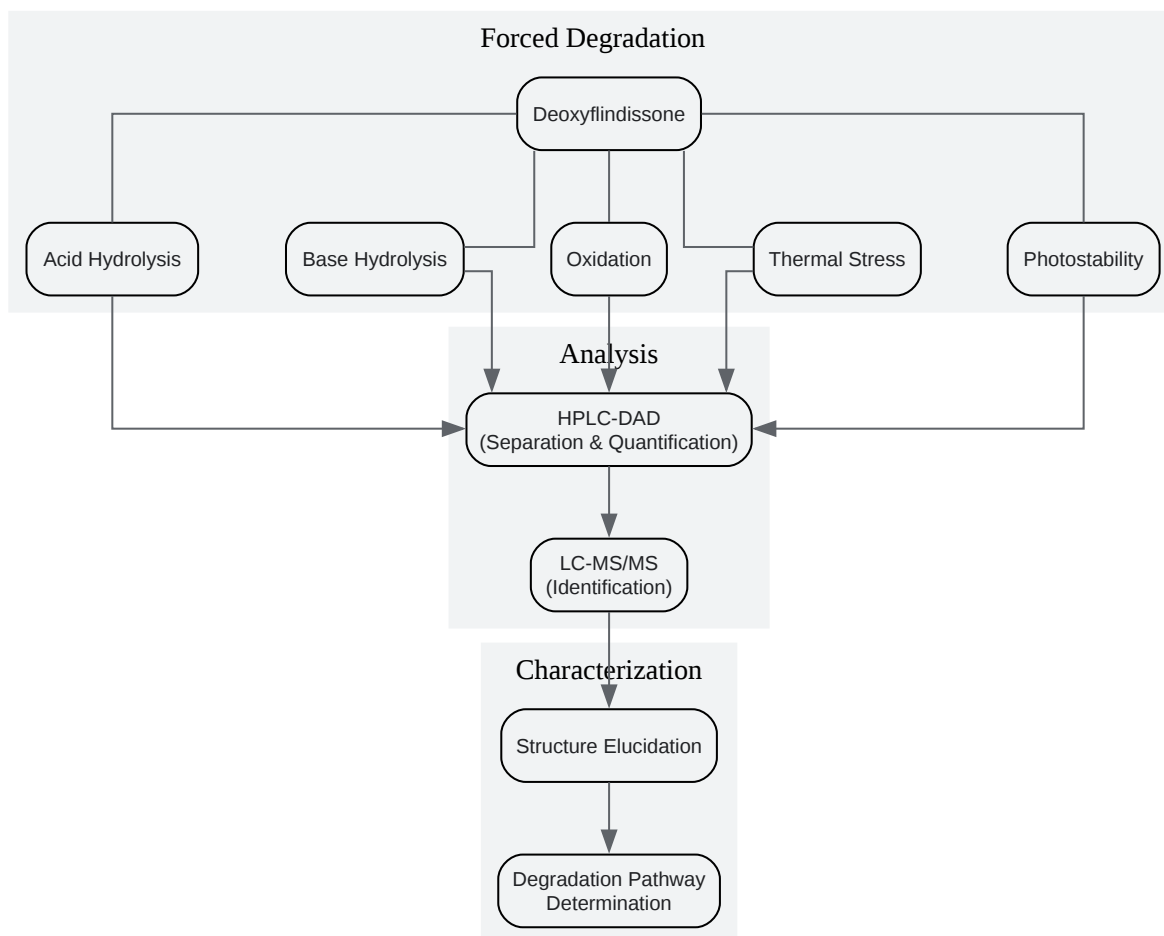 Forced Degradation
Deoxyflindissone
Acid Hydrolysis
Base Hydrolysis
Oxidation
Thermal Stress
Photostability
Analysis
HPLC-DAD
(Separation & Quantification)
LC-MS/MS
(Identification)
Characterization
Structure Elucidation
Degradation Pathway
Determination